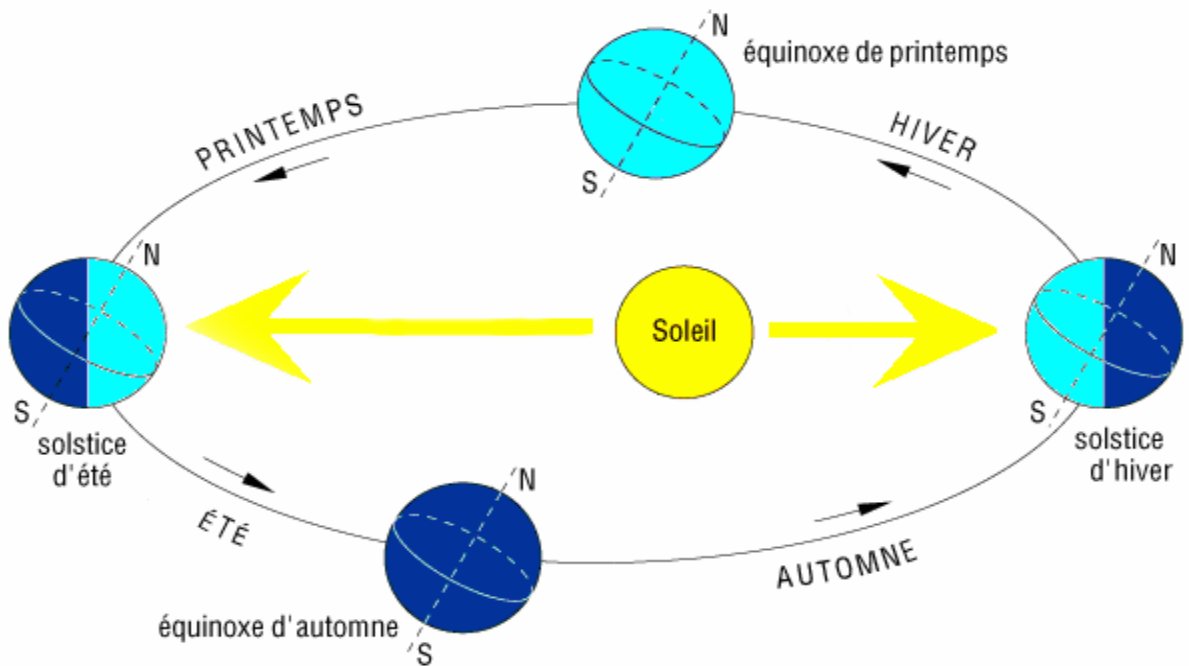 N
équinoxe de printemps
PRINTEMPS
HIVER
S
N
N
Soleil
S
S
solstice
d'été
solstice
d'hiver
N
ÉTÉ
AUTOMNE
équinoxe d'automne
S